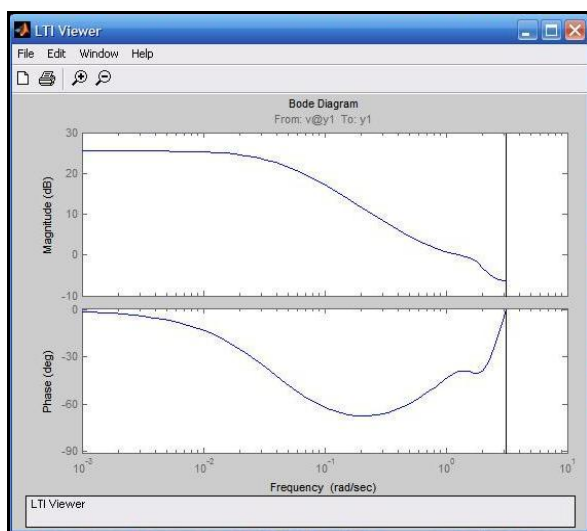 LTI Viewer
File Edit Window Help
Bode Diagram
From: v@y1 To: y1
30
20
10
0
-10
Magnitude (dB)
0
-30
-60
-90
Phase (deg)
10^-3 10^-2 10^-1 10^0 10^1
Frequency (rad/sec)
LTI Viewer